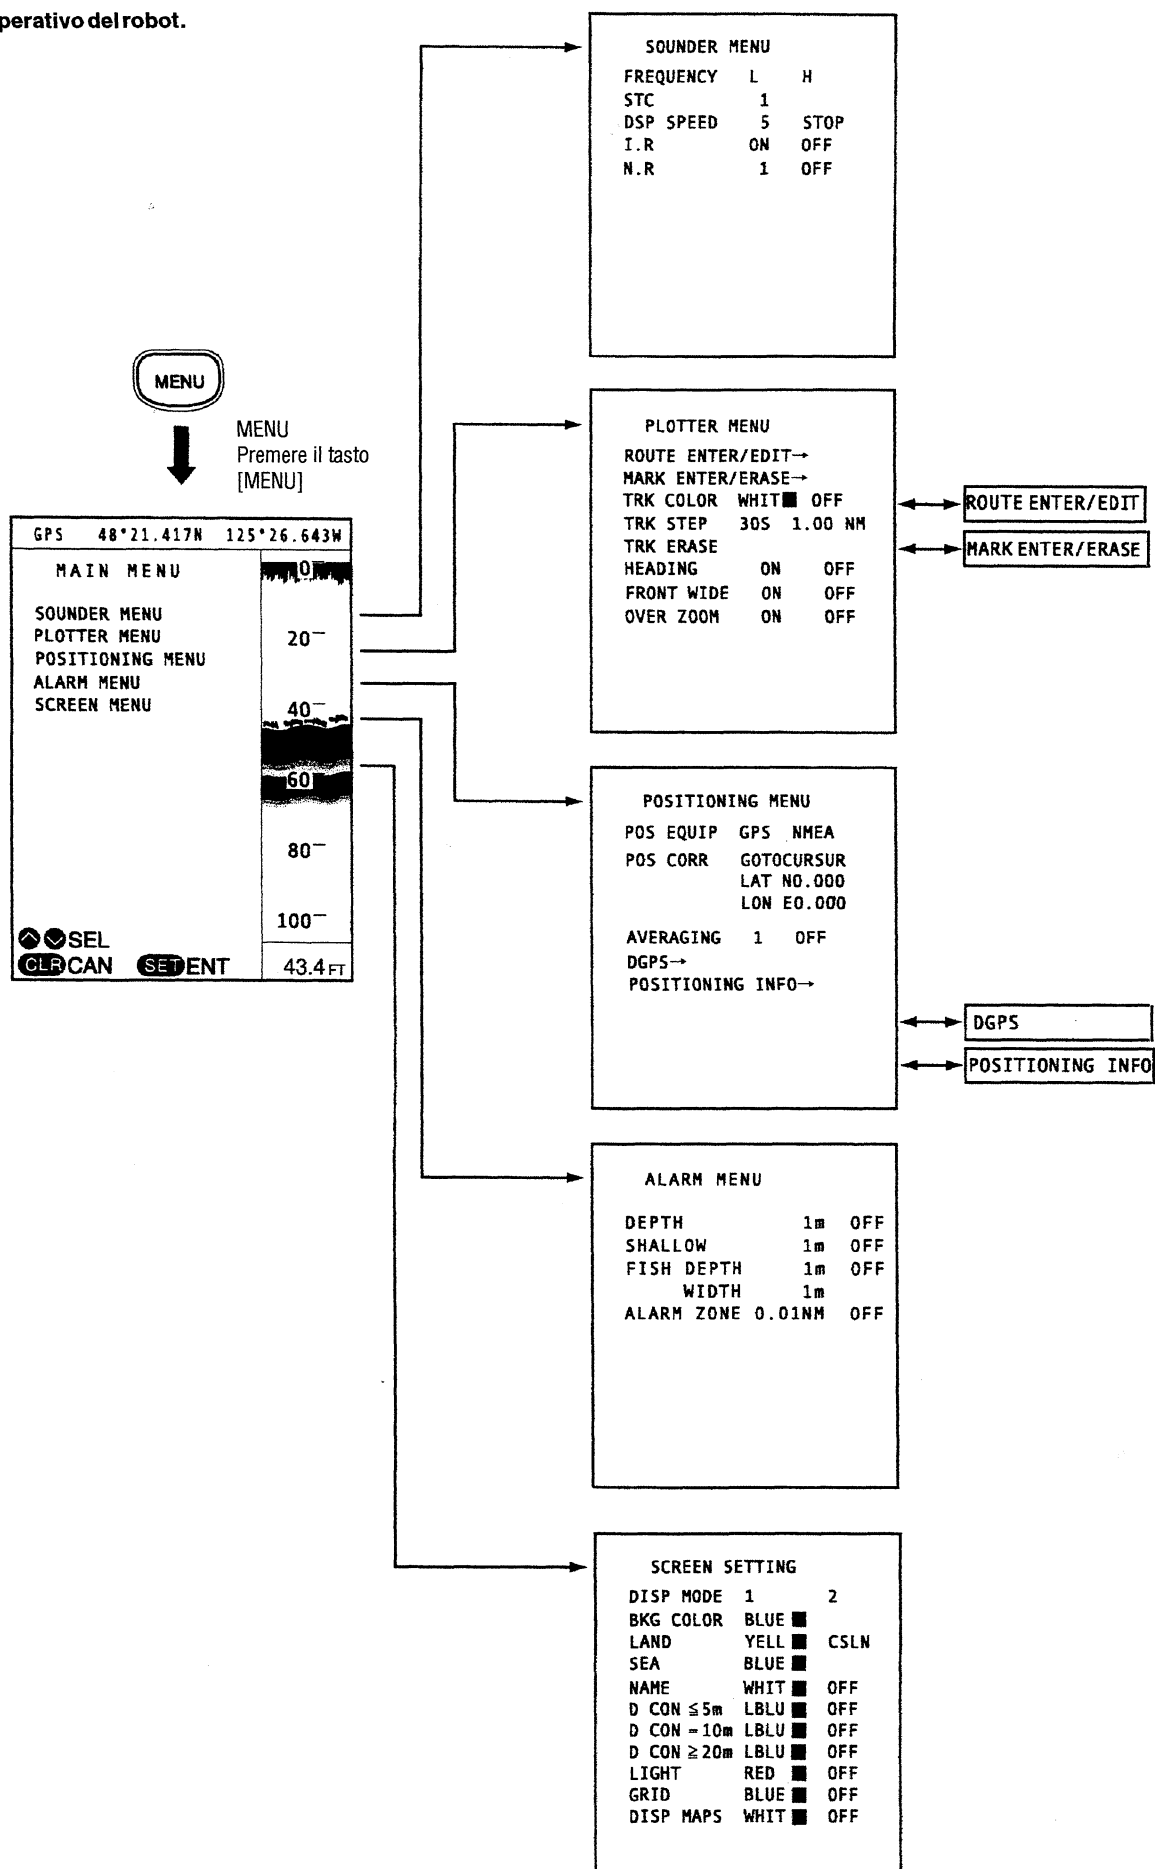 perativo del robot.
MENU
MENU
Premere il tasto
[MENU]
GPS 48°21.417N 125°26.643W
MAIN MENU
SOUNDER MENU
PLOTTER MENU
POSITIONING MENU
ALARM MENU
SCREEN MENU
0
20
40
60
80
100
SEL
CLR CAN SET ENT
43.4 FT
SOUNDER MENU
FREQUENCY L H
STC 1
DSP SPEED 5 STOP
I.R ON OFF
N.R 1 OFF
PLOTTER MENU
ROUTE ENTER/EDIT→
MARK ENTER/ERASE→
TRK COLOR WHIT■ OFF
TRK STEP 30S 1.00 NM
TRK ERASE
HEADING ON OFF
FRONT WIDE ON OFF
OVER ZOOM ON OFF
ROUTE ENTER/EDIT
MARK ENTER/ERASE
POSITIONING MENU
POS EQUIP GPS NMEA
POS CORR GOTOCURSUR
LAT N0.000
LON E0.000
AVERAGING 1 OFF
DGPS→
POSITIONING INFO→
DGPS
POSITIONING INFO
ALARM MENU
DEPTH 1m OFF
SHALLOW 1m OFF
FISH DEPTH 1m OFF
WIDTH 1m
ALARM ZONE 0.01NM OFF
SCREEN SETTING
DISP MODE 1 2
BKG COLOR BLUE■
LAND YELL■ CSLN
SEA BLUE■
NAME WHIT■ OFF
D CON ≦5m LBLU■ OFF
D CON =10m LBLU■ OFF
D CON ≧20m LBLU■ OFF
LIGHT RED ■ OFF
GRID BLUE■ OFF
DISP MAPS WHIT■ OFF